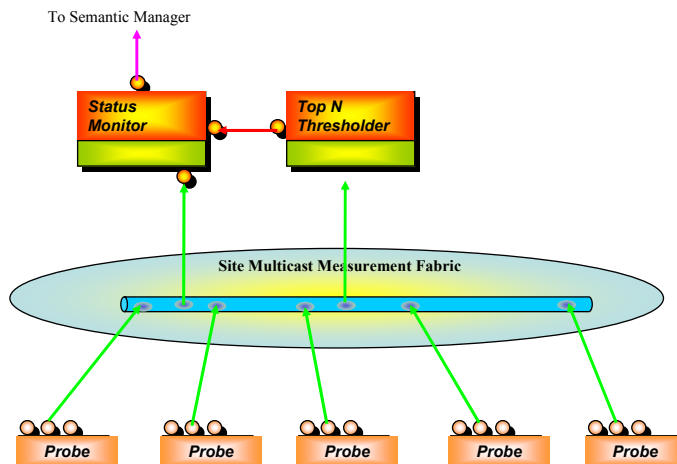 To Semantic Manager
Status
Monitor
Top N
Thresholder
Site Multicast Measurement Fabric
Probe
Probe
Probe
Probe
Probe